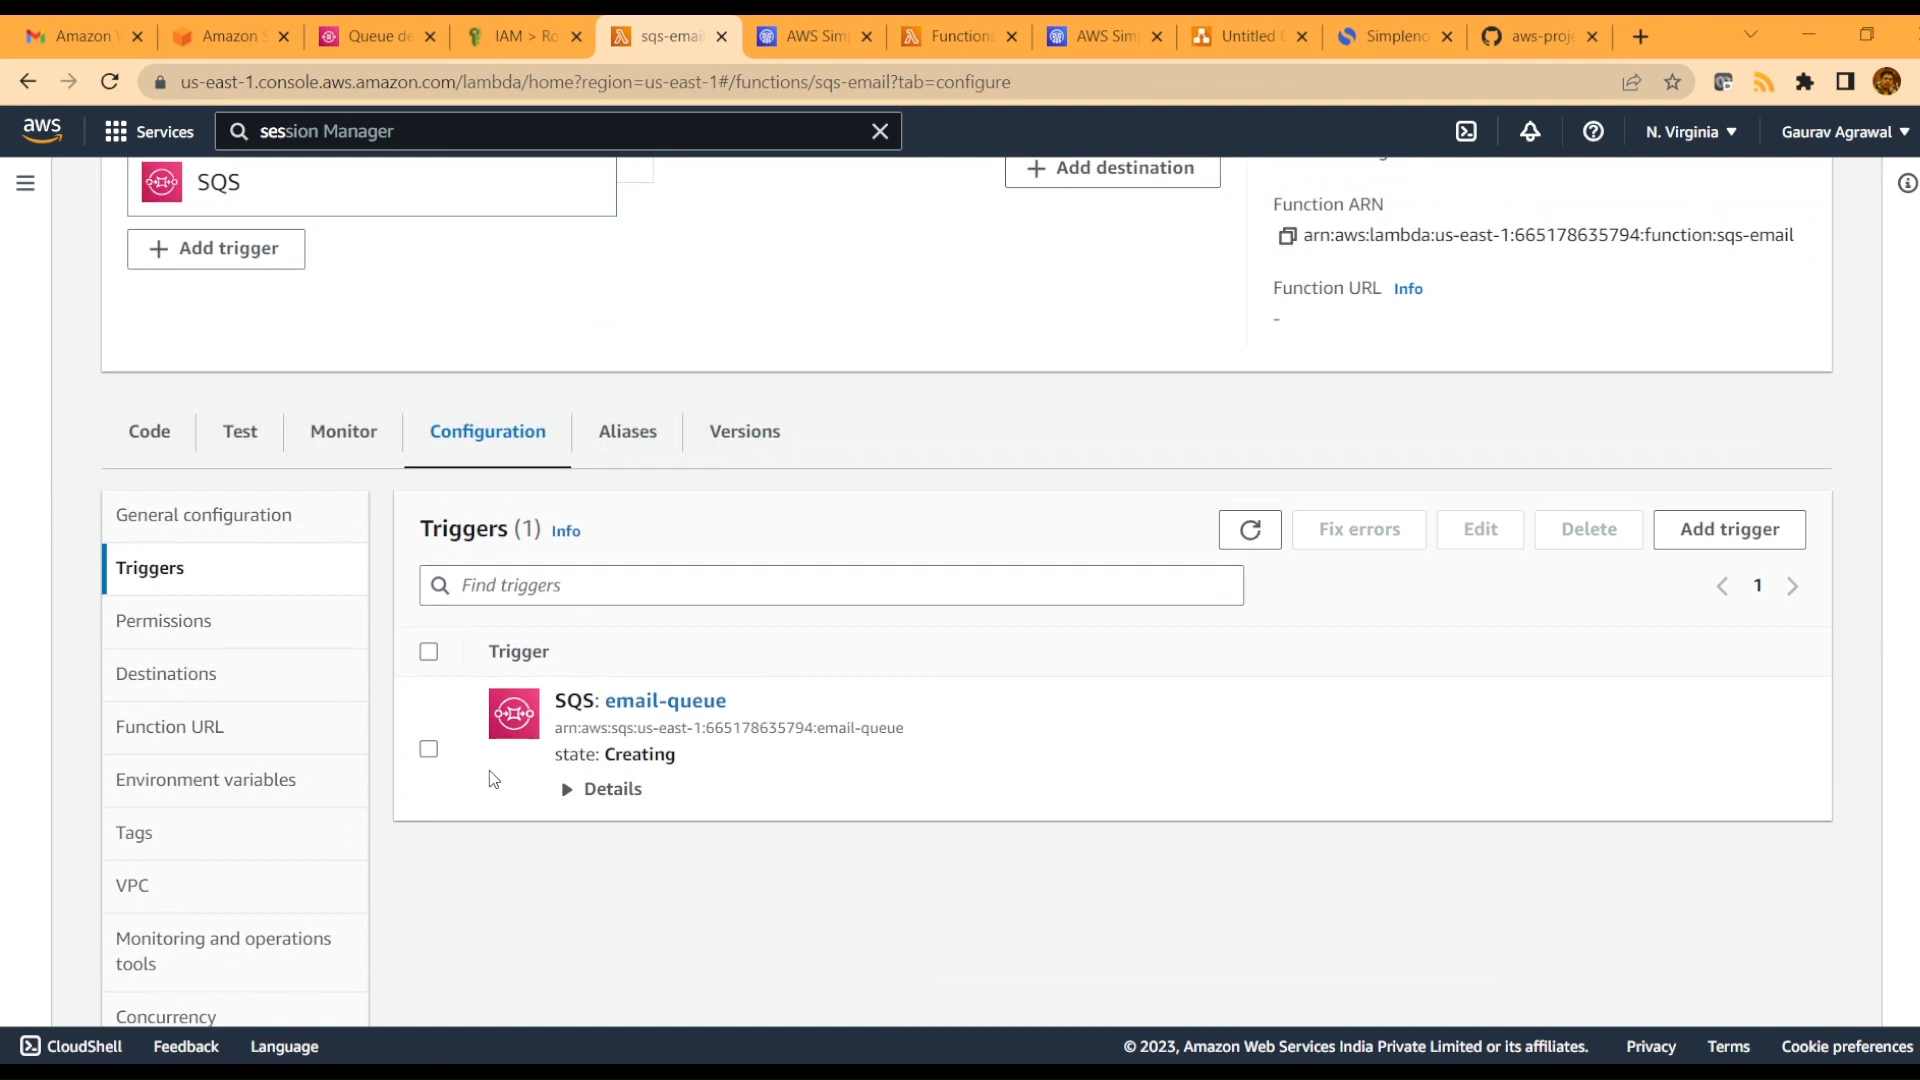 Amazon W
Amazon S
Queue de
IAM > Ro
sqs-emai
AWS Sim
Functions
AWS Sim
Untitled D
Simpleno
aws-proje
us-east-1.console.aws.amazon.com/lambda/home?region=us-east-1#/functions/sqs-email?tab=configure
aws
Services
session Manager
N. Virginia
Gaurav Agrawal
SQS
Add destination
Add trigger
Function ARN
arn:aws:lambda:us-east-1:665178635794:function:sqs-email
Function URL Info
-
Code
Test
Monitor
Configuration
Aliases
Versions
General configuration
Triggers
Permissions
Destinations
Function URL
Environment variables
Tags
VPC
Monitoring and operations
tools
Concurrency
Triggers (1) Info
Fix errors
Edit
Delete
Add trigger
Find triggers
1
Trigger
SQS: email-queue
arn:aws:sqs:us-east-1:665178635794:email-queue
state: Creating
Details
CloudShell
Feedback
Language
© 2023, Amazon Web Services India Private Limited or its affiliates.
Privacy
Terms
Cookie preferences